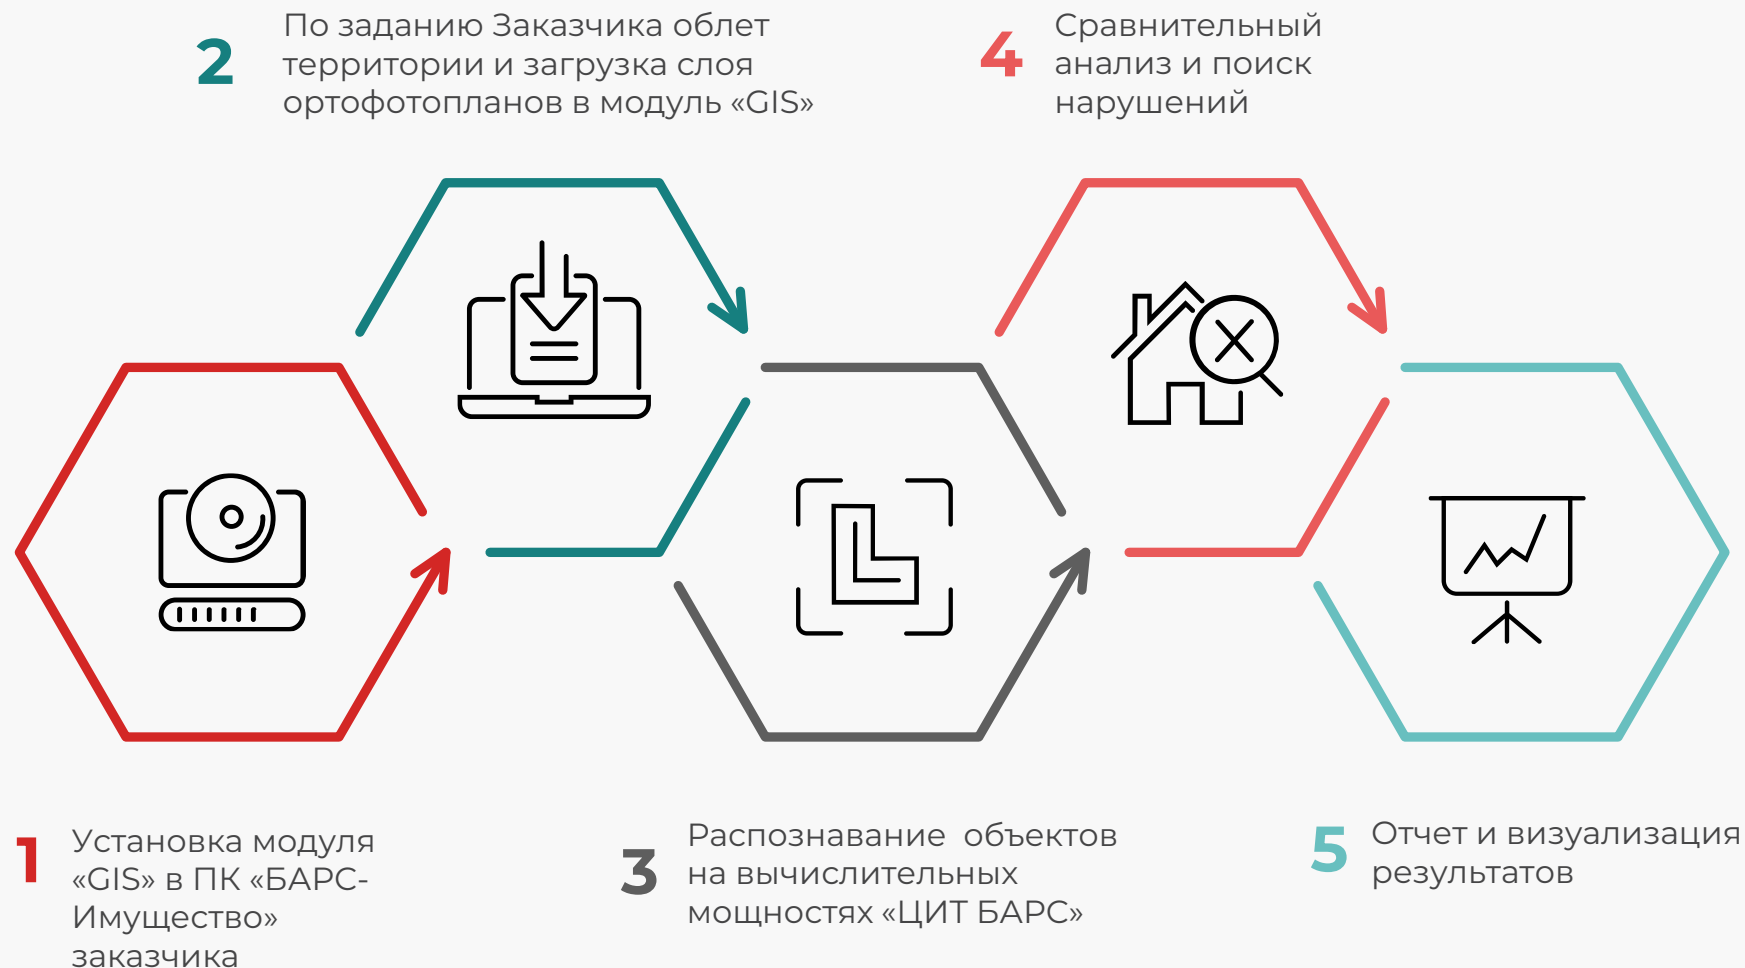 2
По заданию Заказчика облет
территории и загрузка слоя
ортофотопланов в модуль «GIS»
4
Сравнительный
анализ и поиск
нарушений
1
Установка модуля
«GIS» в ПК «БАРС-
Имущество»
заказчика
3
Распознавание  объектов
на вычислительных
мощностях «ЦИТ БАРС»
5
Отчет и визуализация
результатов